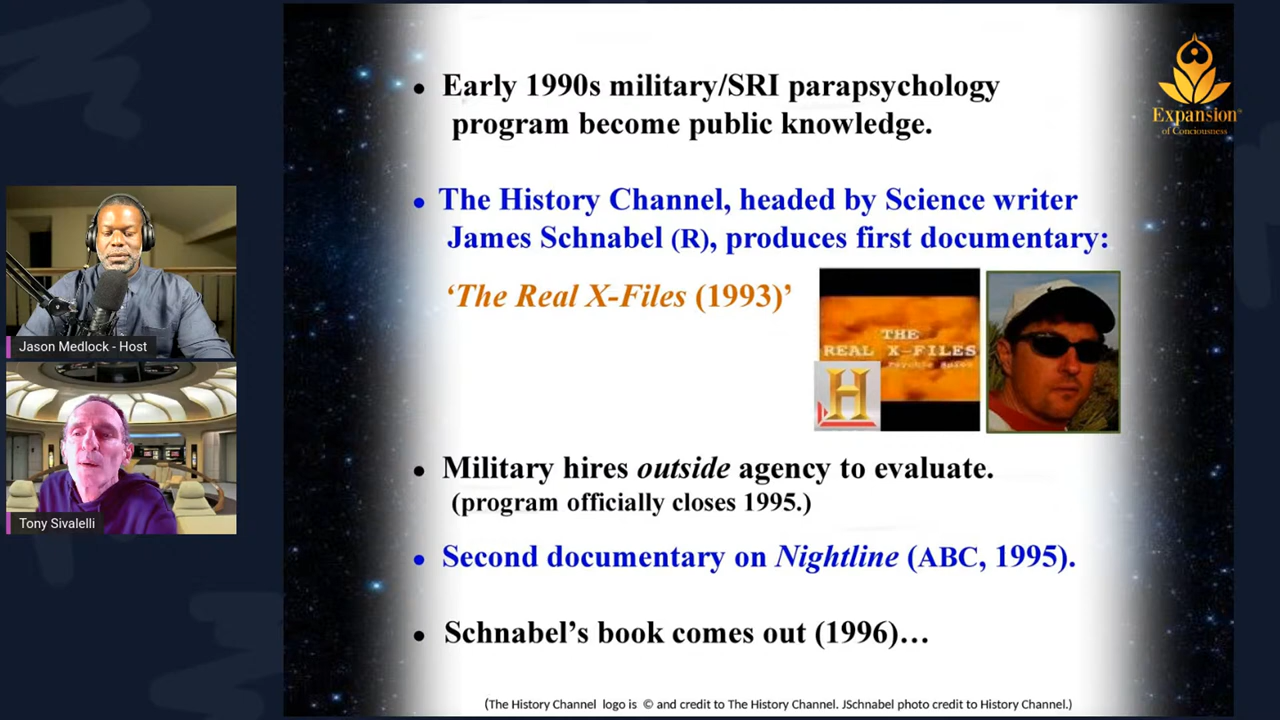 Early 1990s military/SRI parapsychology
program become public knowledge.
The History Channel, headed by Science writer
James Schnabel (R), produces first documentary:
‘The Real X-Files (1993)’
THE
REAL X-FILES
H
Military hires outside agency to evaluate.
(program officially closes 1995.)
Second documentary on Nightline (ABC, 1995).
Schnabel’s book comes out (1996)…
(The History Channel logo is © and credit to The History Channel. JSchnabel photo credit to History Channel.)
Expansion
of Conciousness
Jason Medlock - Host
Tony Sivalelli